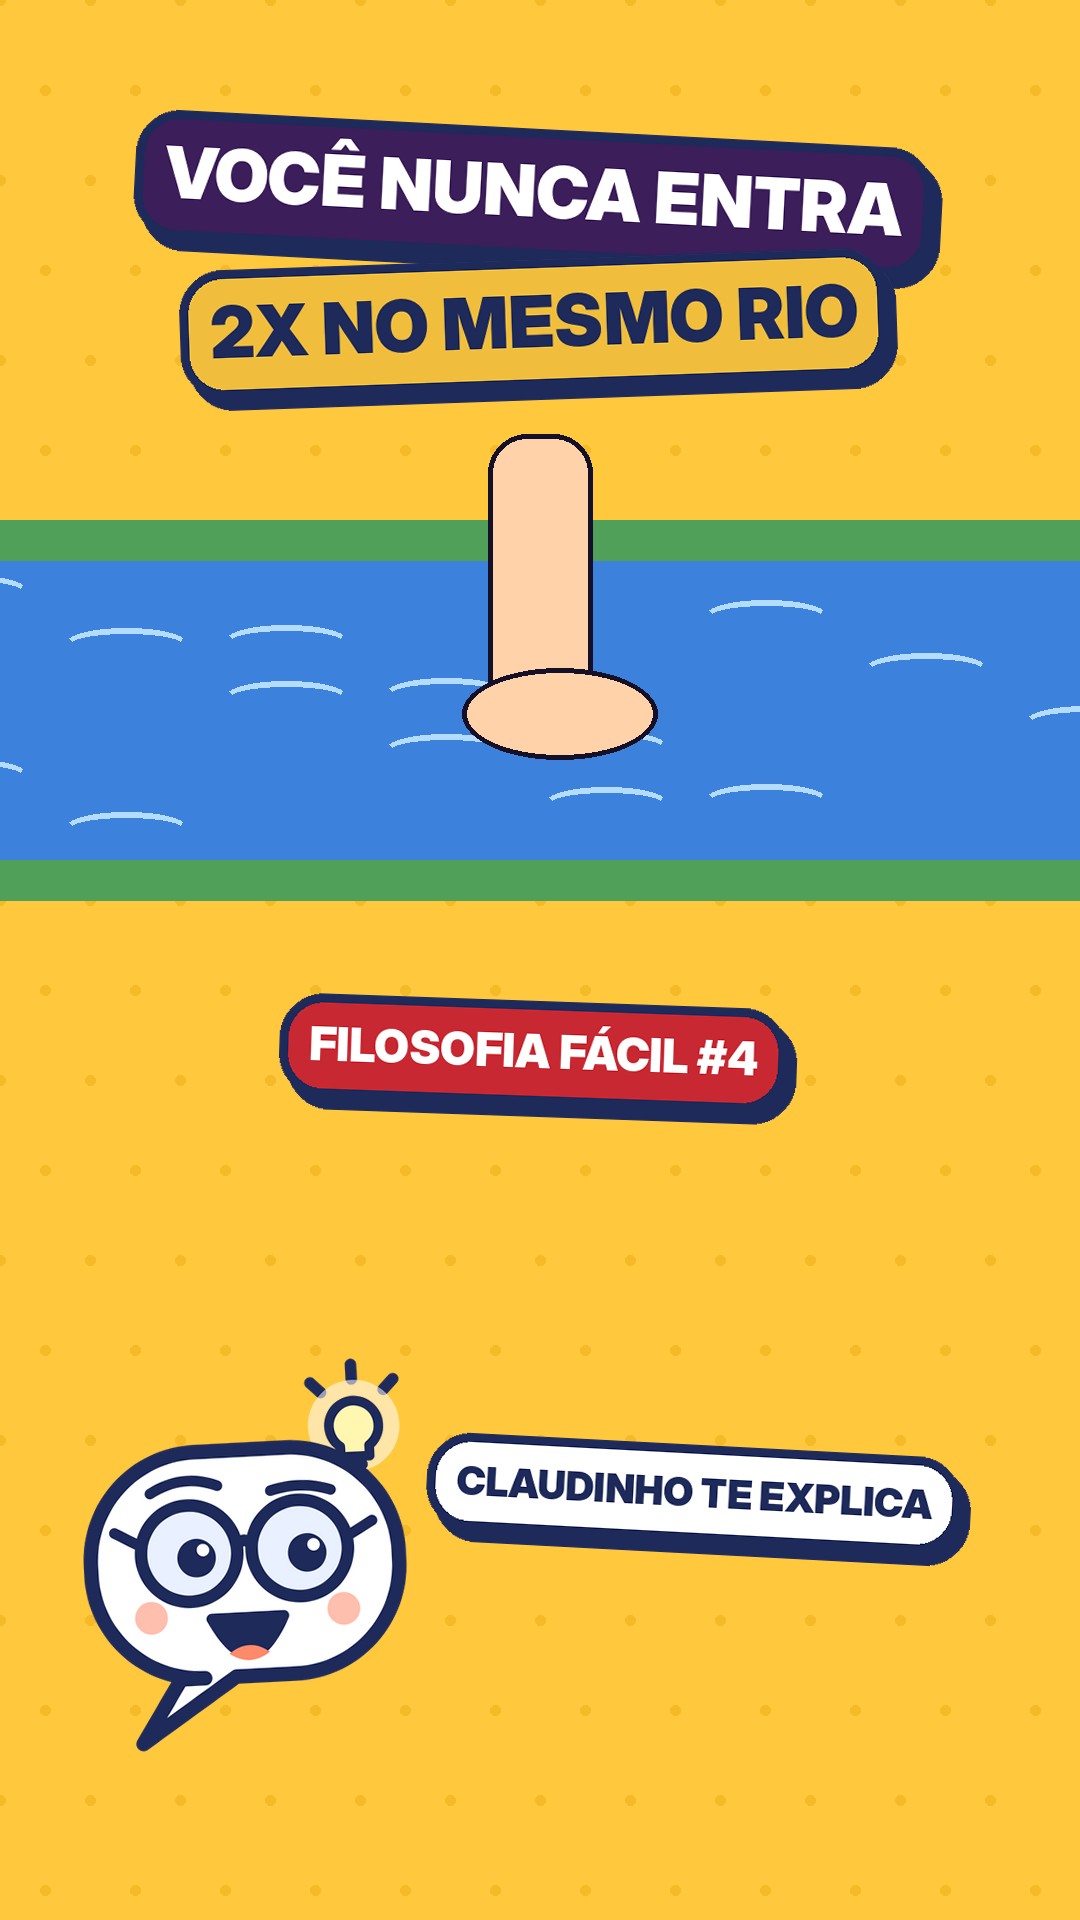 VOCÊ NUNCA ENTRA
2X NO MESMO RIO
FILOSOFIA FÁCIL #4
CLAUDINHO TE EXPLICA